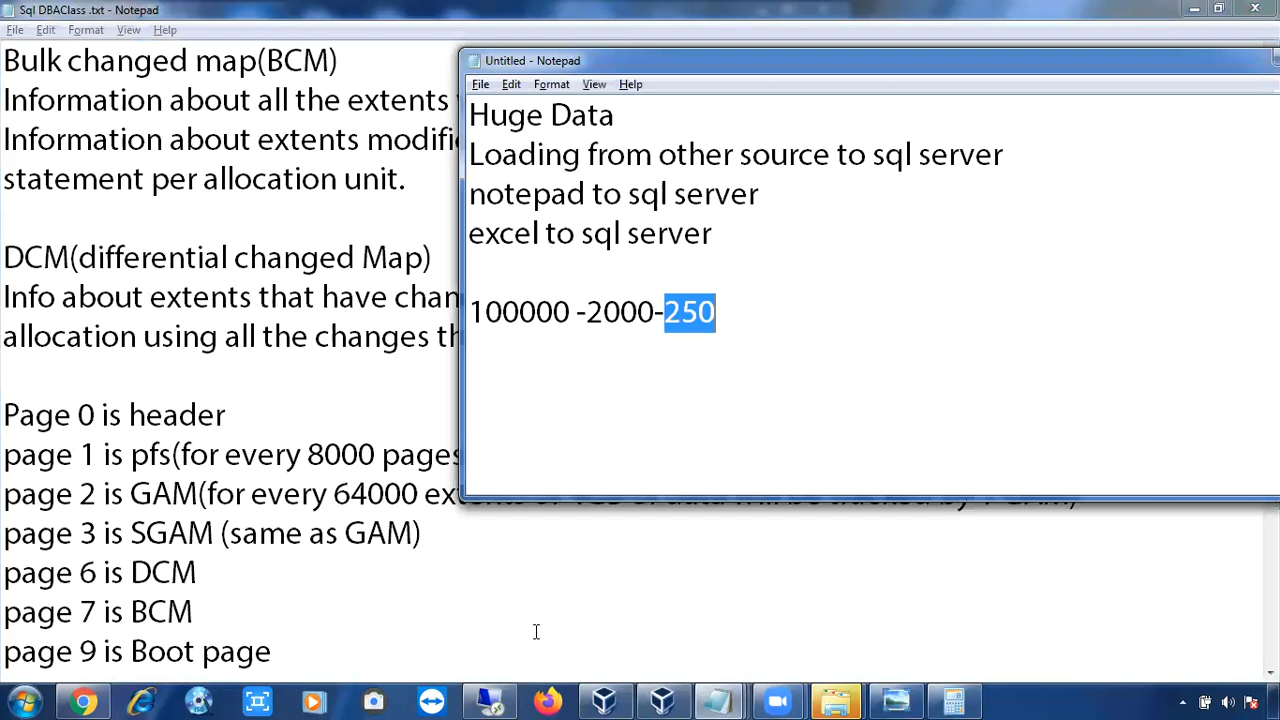 Sql DBAClass .txt - Notepad
File Edit Format View Help
Bulk changed map(BCM)
Information about all the extents
Information about extents modifi
statement per allocation unit.
DCM(differential changed Map)
Info about extents that have chan
allocation using all the changes th
Page 0 is header
page 1 is pfs(for every 8000 pages
page 2 is GAM(for every 64000 ext
page 3 is SGAM (same as GAM)
page 6 is DCM
page 7 is BCM
page 9 is Boot page
Untitled - Notepad
File Edit Format View Help
Huge Data
Loading from other source to sql server
notepad to sql server
excel to sql server
100000 -2000-250